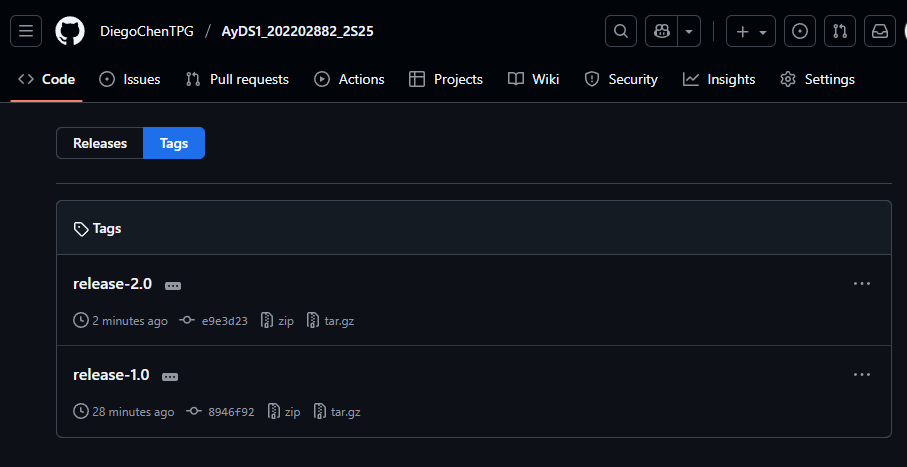 DiegoChenTPG / AyDS1_202202882_2S25
Code Issues Pull requests Actions Projects Wiki Security Insights Settings
Releases Tags
Tags
release-2.0
2 minutes ago e9e3d23 zip tar.gz
release-1.0
28 minutes ago 8946f92 zip tar.gz